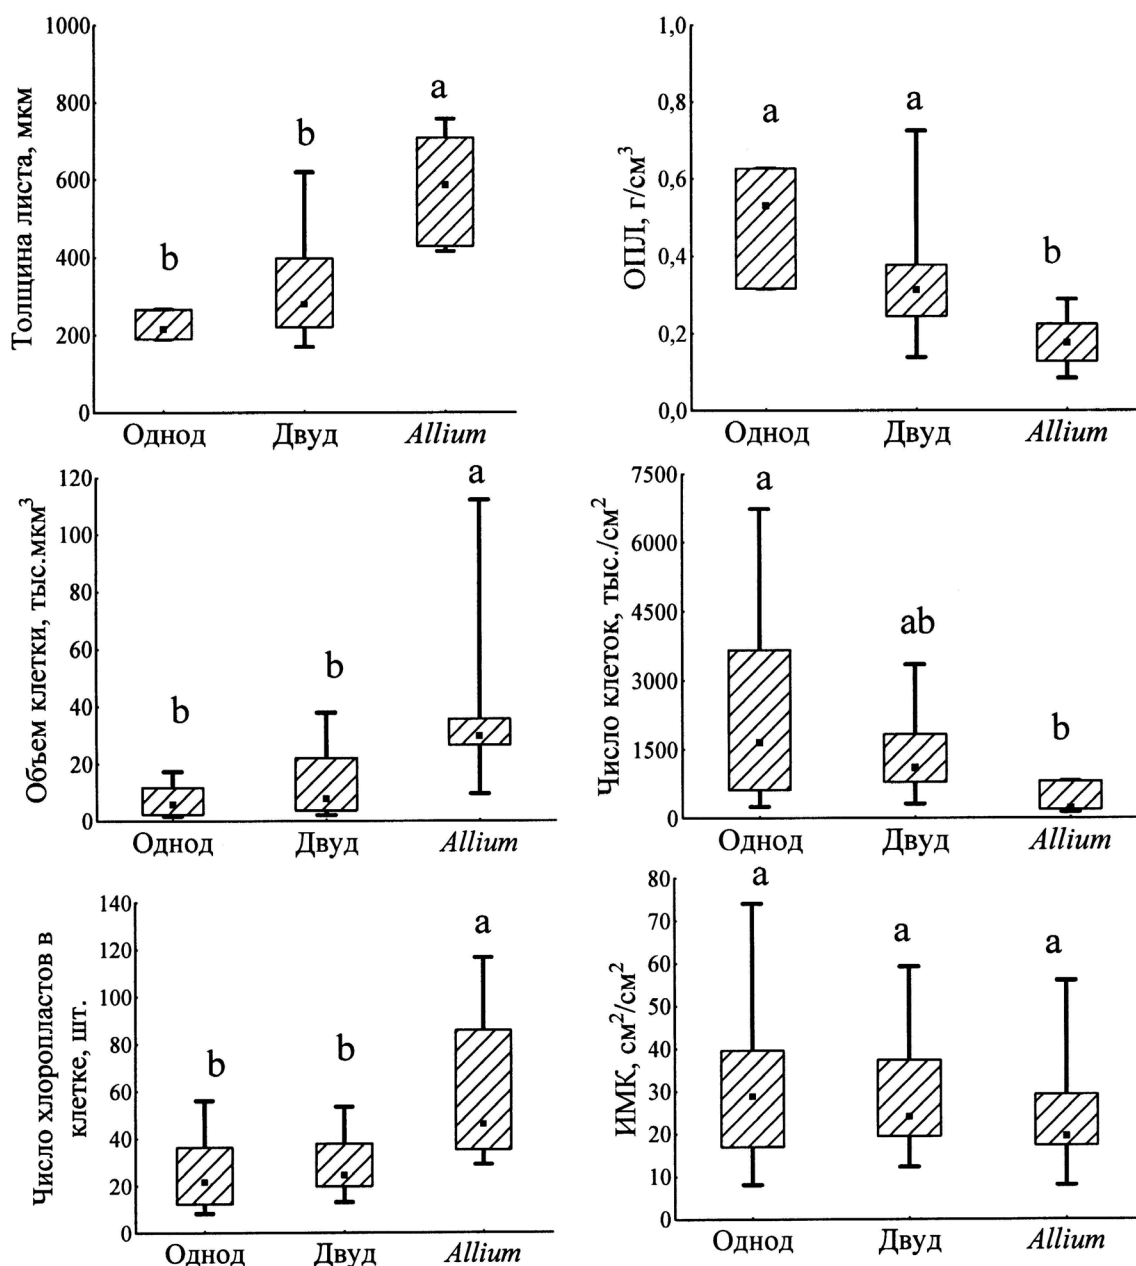 Толщина листа, мкм
1000
800
600
400
200
0
b
b
a
Однод
Двуд
Allium
ОПЛ, г/см³
1,0
0,8
0,6
0,4
0,2
0,0
a
a
b
Однод
Двуд
Allium
Объем клетки, тыс.мкм³
120
100
80
60
40
20
0
b
b
a
Однод
Двуд
Allium
Число клеток, тыс./см²
7500
6000
4500
3000
1500
0
a
ab
b
Однод
Двуд
Allium
Число хлоропластов в
клетке, шт.
140
120
100
80
60
40
20
0
b
b
a
Однод
Двуд
Allium
ИМК, см²/см²
80
70
60
50
40
30
20
10
0
a
a
a
Однод
Двуд
Allium